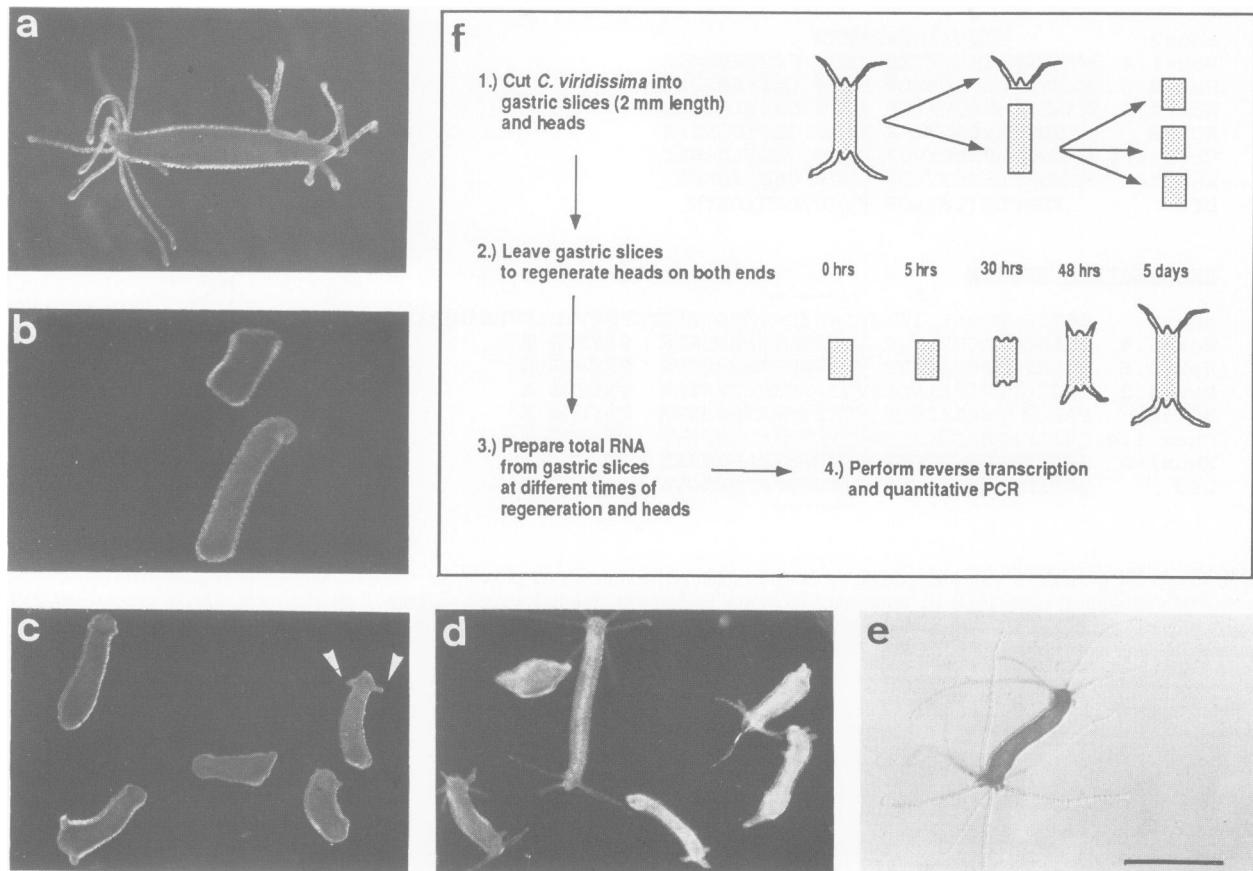 a
b
c
d
e
f
1.) Cut C. viridissima into
gastric slices (2 mm length)
and heads
2.) Leave gastric slices
to regenerate heads on both ends
0 hrs 5 hrs 30 hrs 48 hrs 5 days
3.) Prepare total RNA
from gastric slices
at different times of
regeneration and heads
4.) Perform reverse transcription
and quantitative PCR